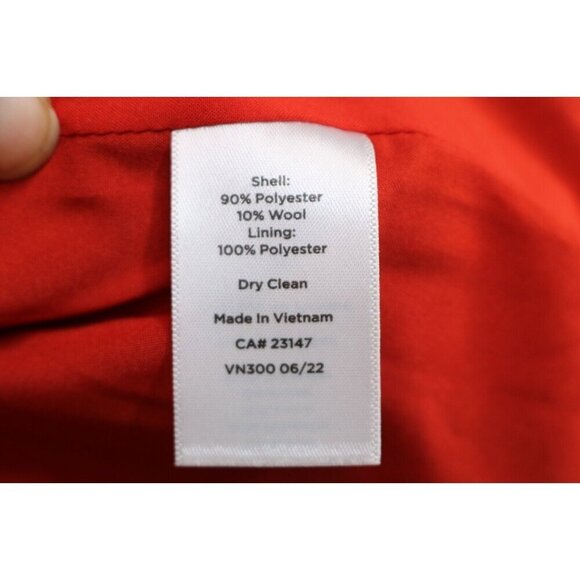 Shell:
90% Polyester
10% Wool
Lining:
100% Polyester
Dry Clean
Made In Vietnam
CA# 23147
VN300 06/22